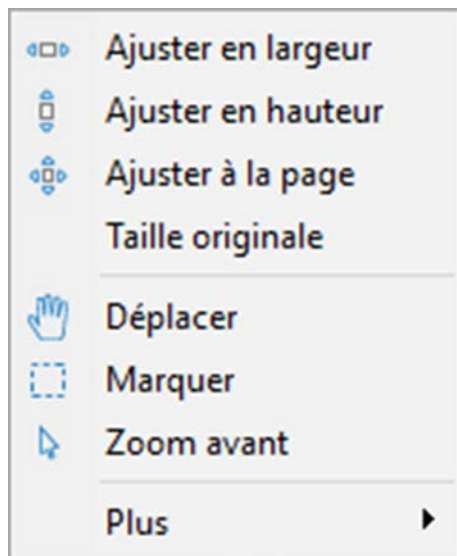 Ajuster en largeur
Ajuster en hauteur
Ajuster à la page
Taille originale
Déplacer
Marquer
Zoom avant
Plus